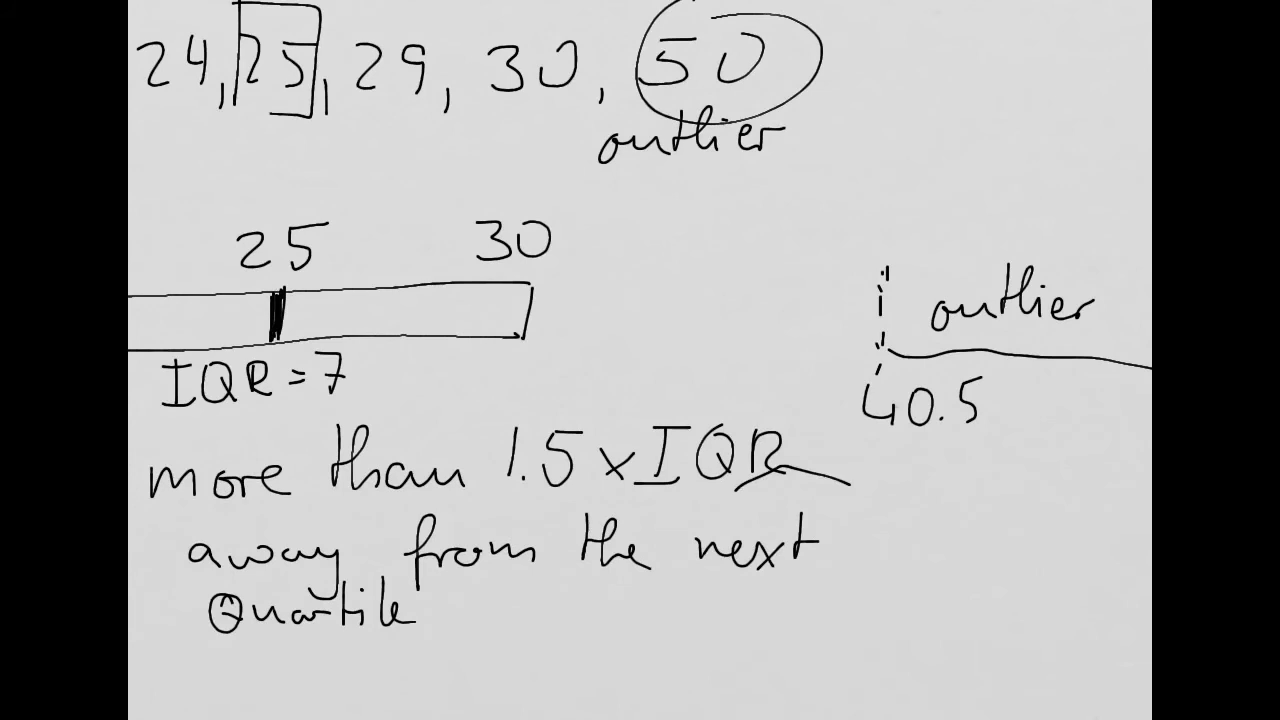 24, 25, 29, 30, 50
outlier
25 30
outlier
IQR = 7
40.5
more than 1.5 x IQR
away from the next
Quartile